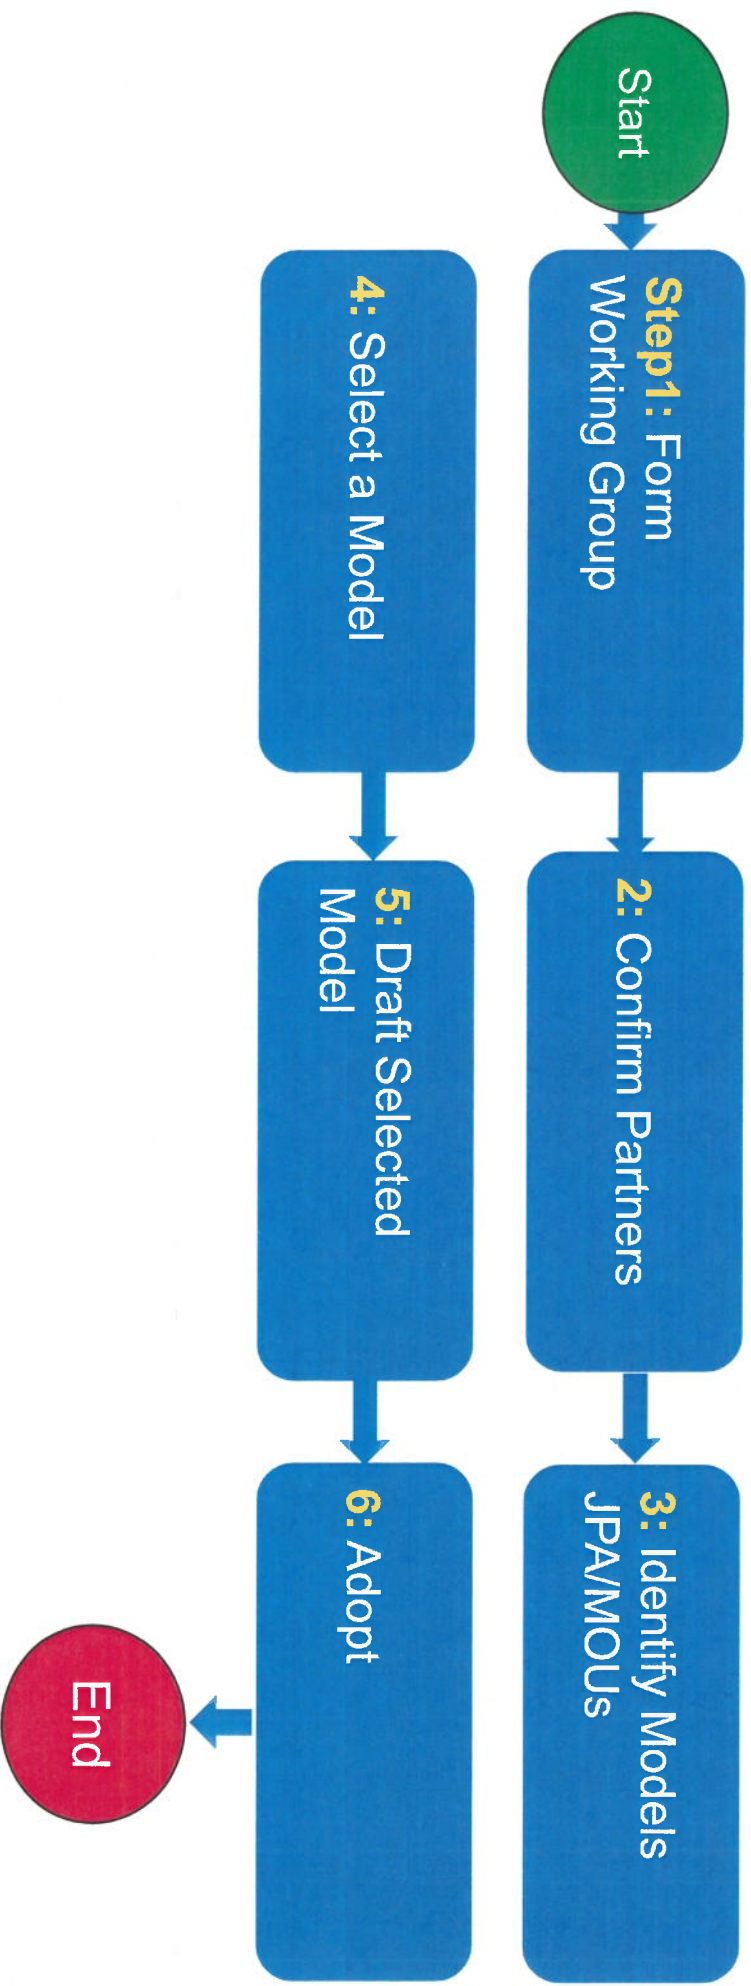 Start
Step1: Form
Working Group
2: Confirm Partners
3: Identify Models
JPA/MOUs
4: Select a Model
5: Draft Selected
Model
6: Adopt
End